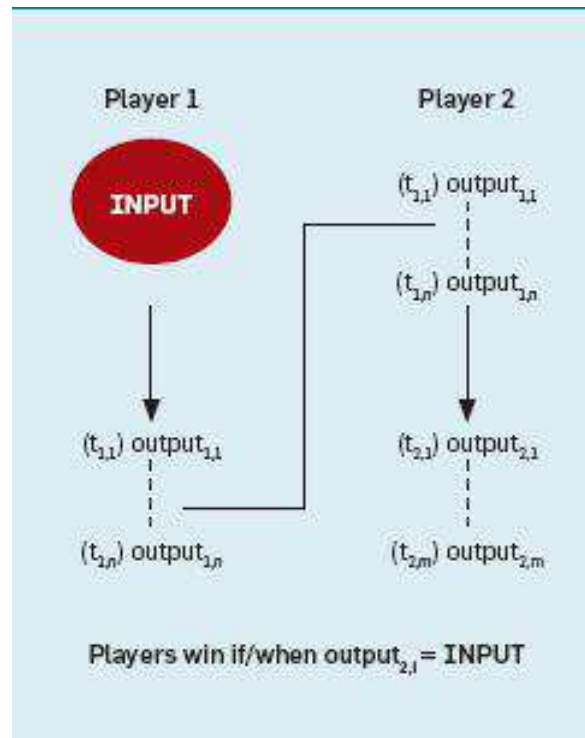 Player 1
Player 2
INPUT
(t1,1) output1,1
(t1,n) output1,n
(t1,1) output1,1
(t1,n) output1,n
(t2,1) output2,1
(t2,m) output2,m
Players win if/when output2,i = INPUT